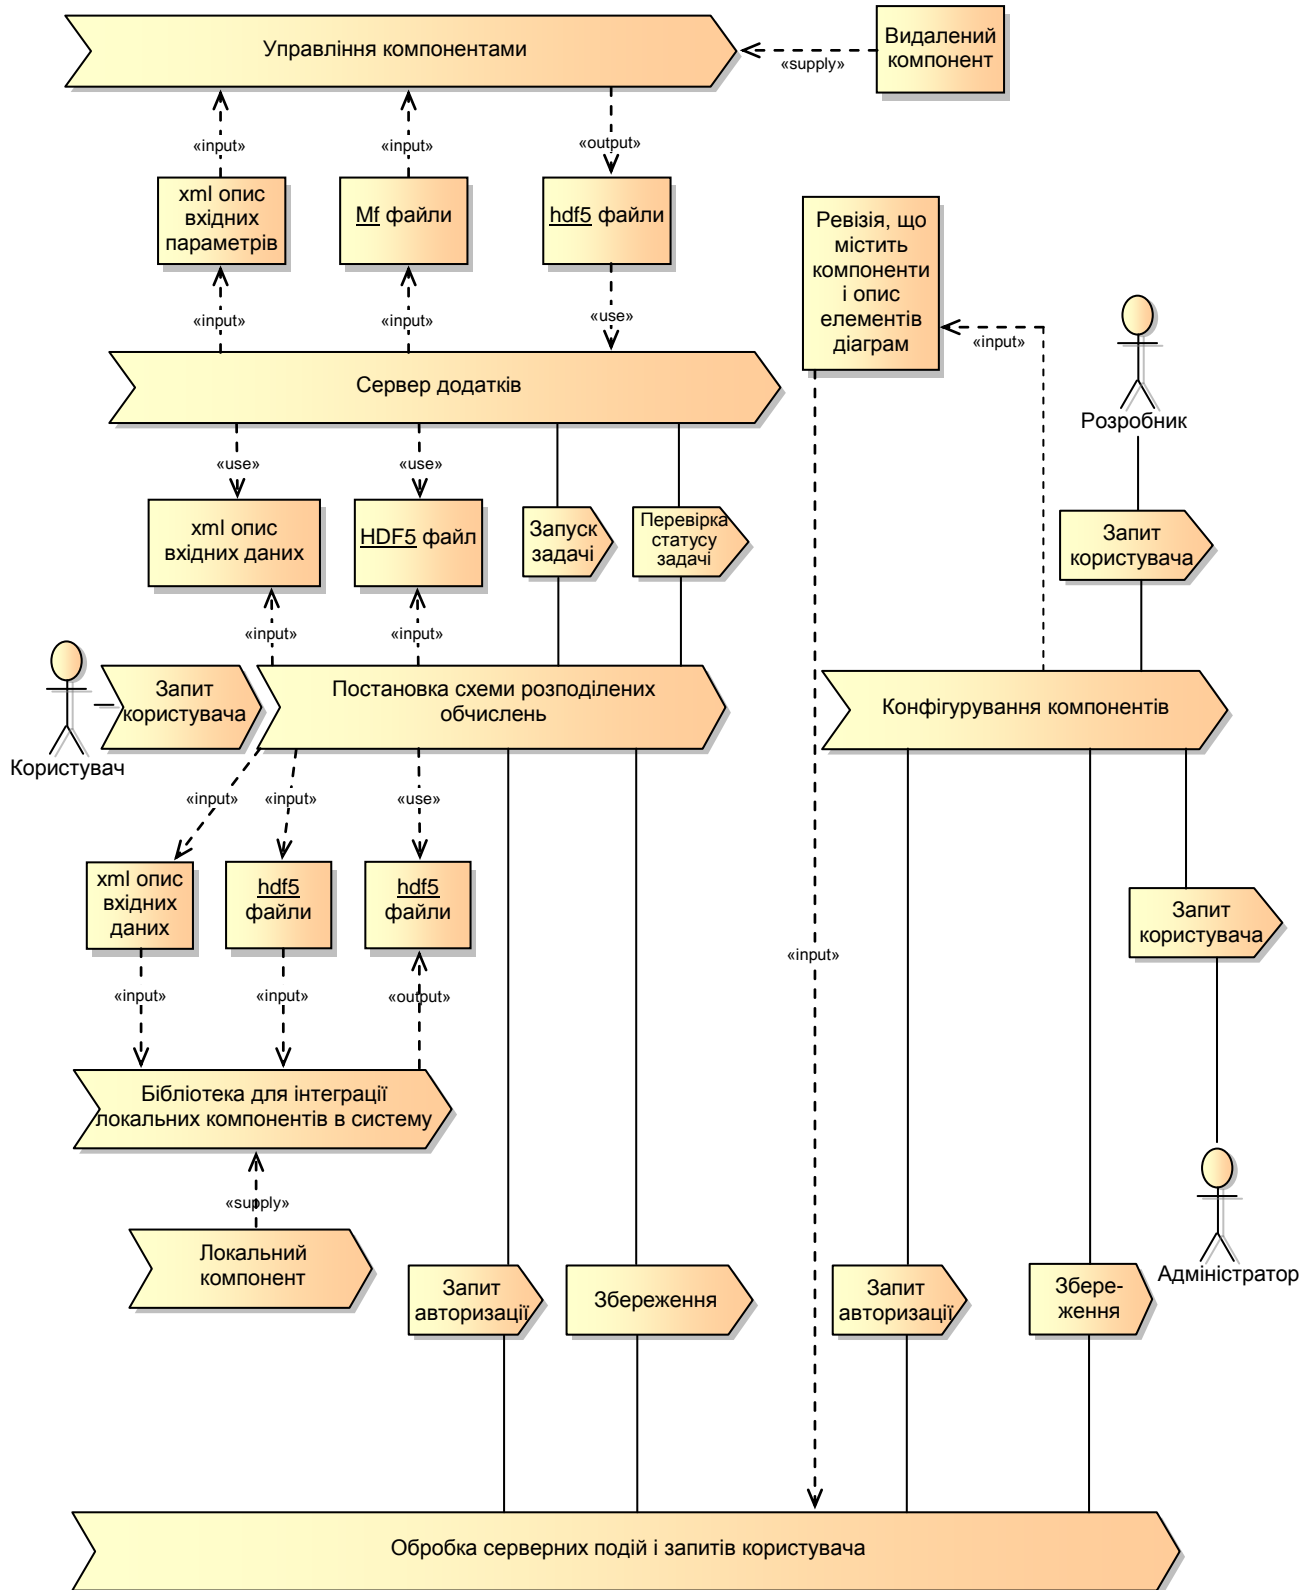 Управління компонентами
Видалений
компонент
«supply»
«input»
«input»
«output»
xml опис
вхідних
параметрів
Mf файли
hdf5 файли
Ревізія, що
містить
компоненти
і опис
елементів
діаграм
«input»
«input»
«use»
«input»
Сервер додатків
Розробник
«use»
«use»
xml опис
вхідних даних
HDF5 файл
Запуск
задачі
Перевірка
статусу
задачі
Запит
користувача
«input»
«input»
Запит
користувача
Постановка схеми розподілених
обчислень
Конфігурування компонентів
Користувач
«input»
«input»
«use»
xml опис
вхідних
даних
hdf5
файли
hdf5
файли
Запит
користувача
«input»
«input»
«input»
«output»
Бібліотека для інтеграції
локальних компонентів в систему
«supply»
Локальний
компонент
Адміністратор
Запит
авторизації
Збереження
Запит
авторизації
Збере-
ження
Обробка серверних подій і запитів користувача